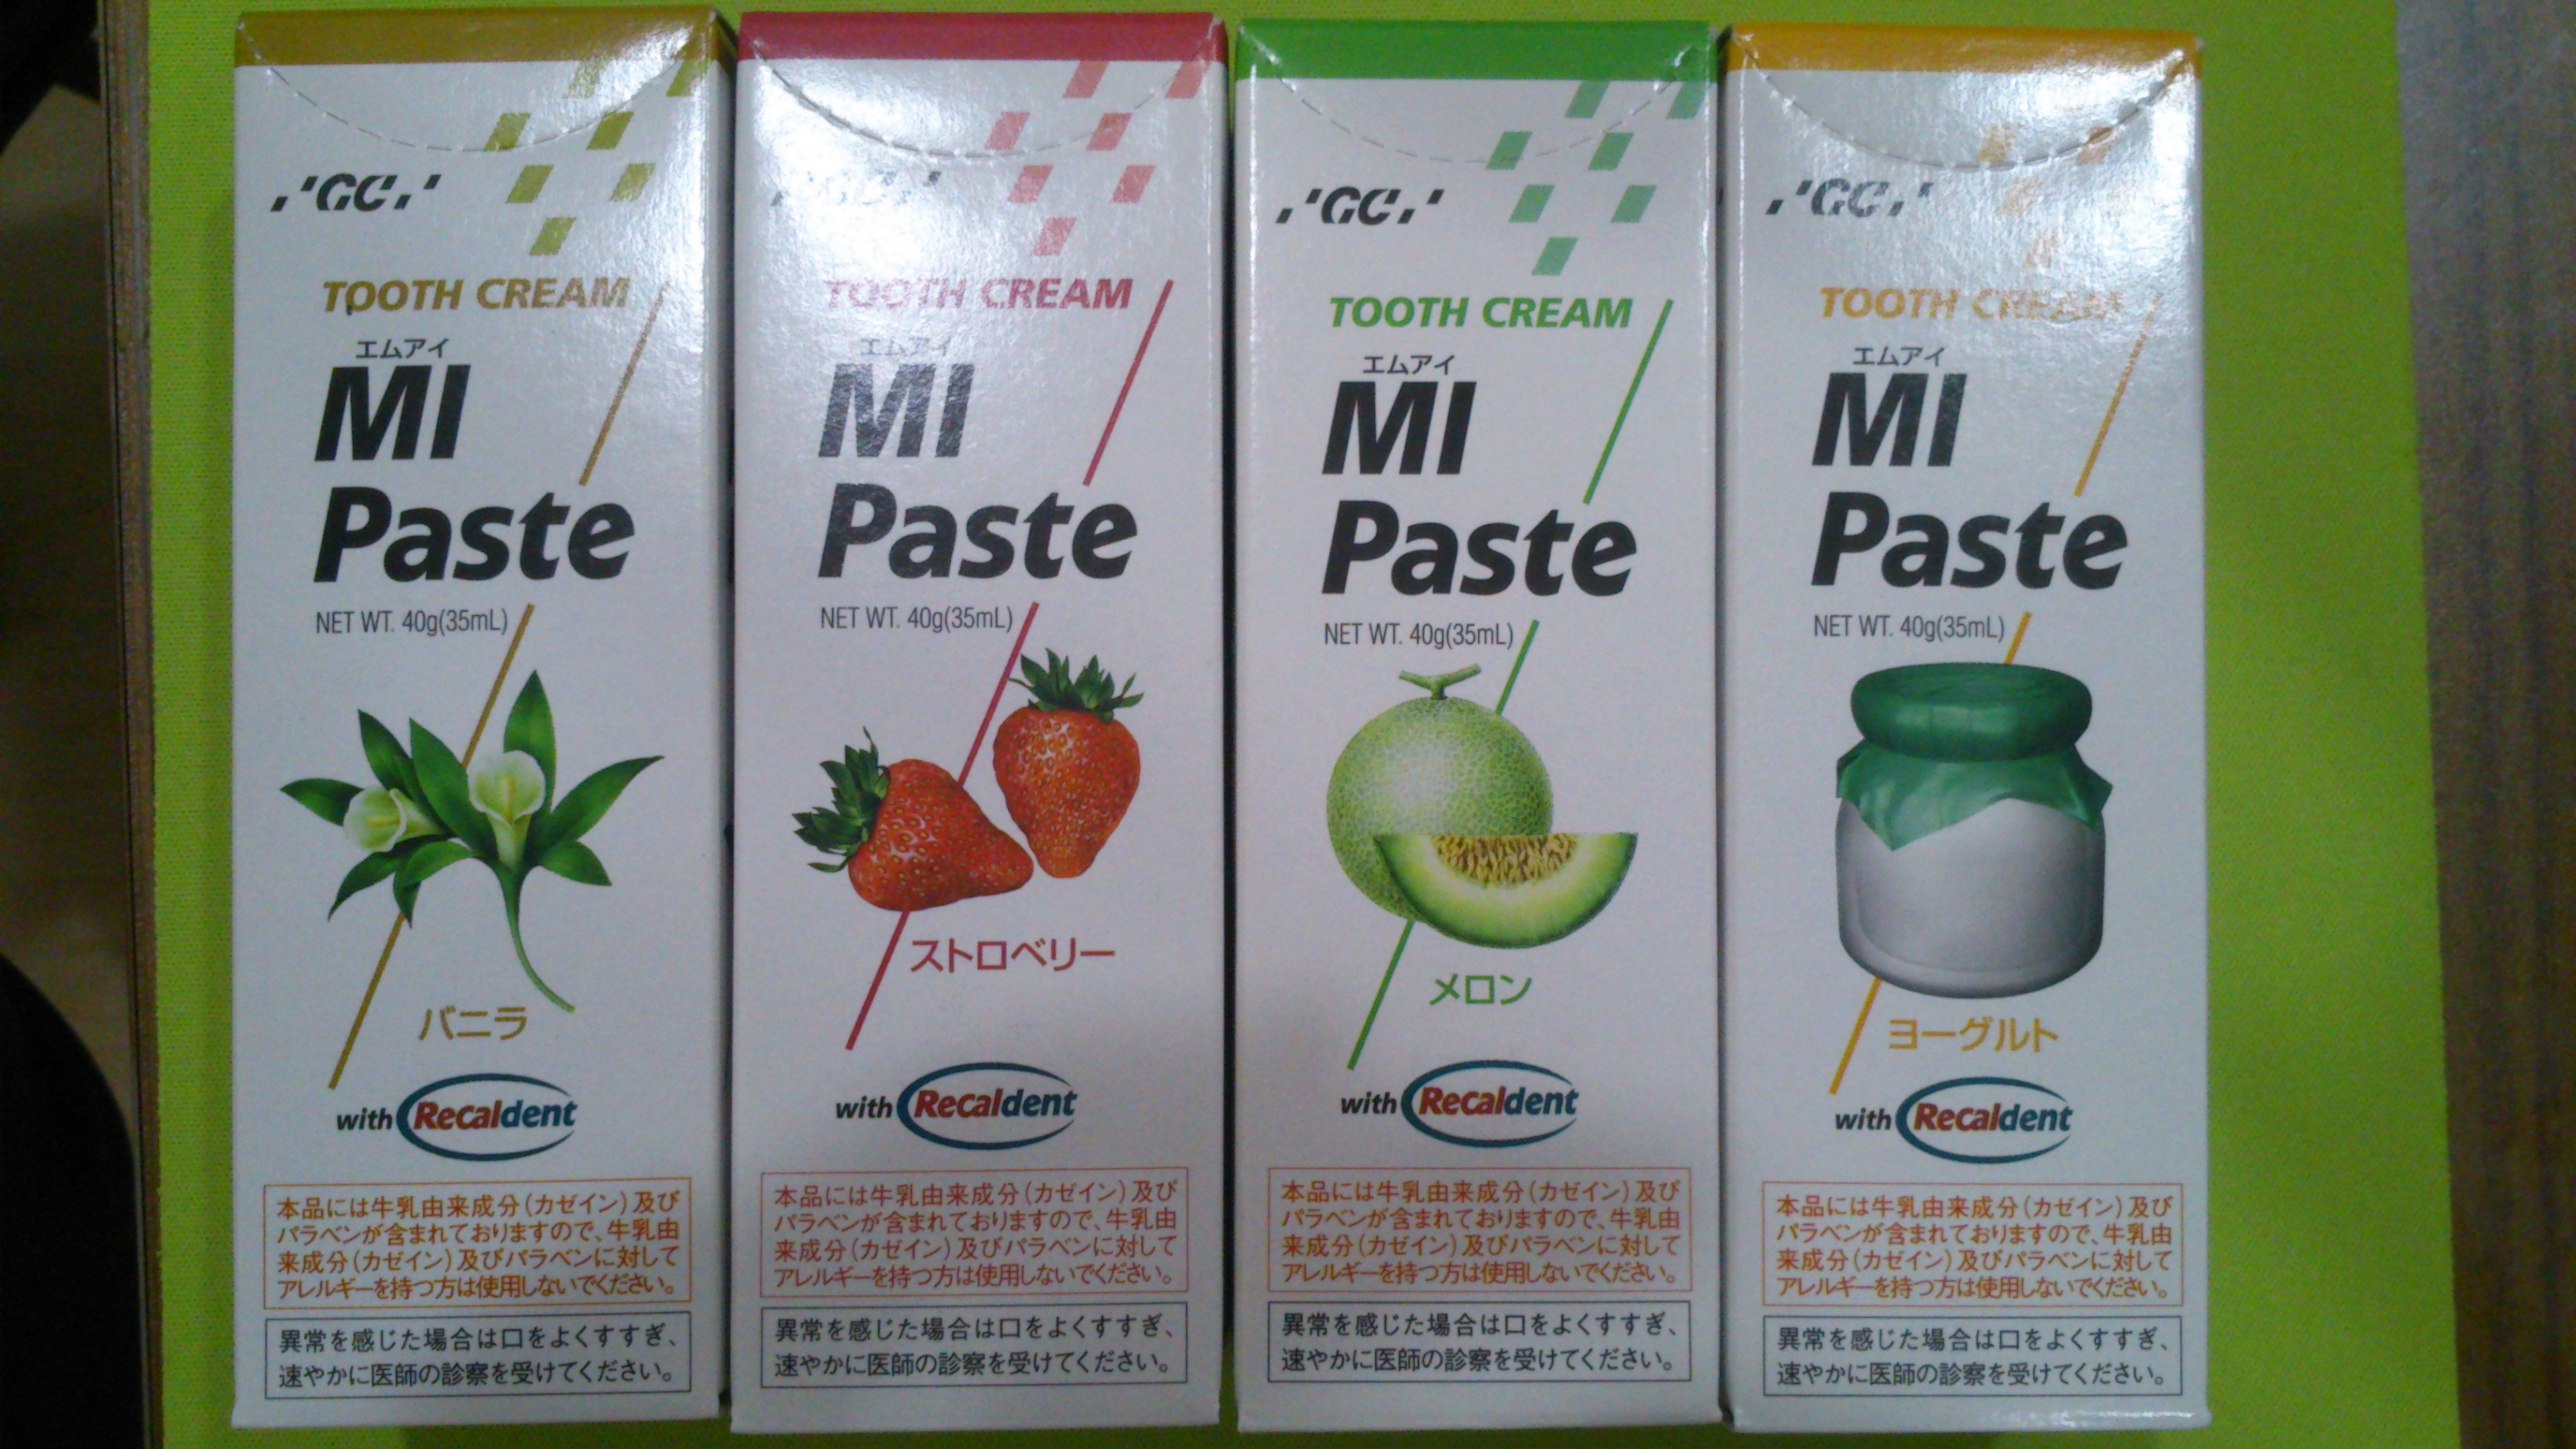 GC
TOOTH CREAM
エムアイ
MI
Paste
NET WT. 40g(35mL)
バニラ
with Recaldent
本品には牛乳由来成分(カゼイン)及び
パラベンが含まれておりますので、牛乳由
来成分(カゼイン)及びパラベンに対して
アレルギーを持つ方は使用しないでください。
異常を感じた場合は口をよくすすぎ、
速やかに医師の診察を受けてください。
GC
TOOTH CREAM
エムアイ
MI
Paste
NET WT. 40g(35mL)
ストロベリー
with Recaldent
本品には牛乳由来成分(カゼイン)及び
パラベンが含まれておりますので、牛乳由
来成分(カゼイン)及びパラベンに対して
アレルギーを持つ方は使用しないでください。
異常を感じた場合は口をよくすすぎ、
速やかに医師の診察を受けてください。
GC
TOOTH CREAM
エムアイ
MI
Paste
NET WT. 40g(35mL)
メロン
with Recaldent
本品には牛乳由来成分(カゼイン)及び
パラベンが含まれておりますので、牛乳由
来成分(カゼイン)及びパラベンに対して
アレルギーを持つ方は使用しないでください。
異常を感じた場合は口をよくすすぎ、
速やかに医師の診察を受けてください。
GC
TOOTH CREAM
エムアイ
MI
Paste
NET WT. 40g(35mL)
ヨーグルト
with Recaldent
本品には牛乳由来成分(カゼイン)及び
パラベンが含まれておりますので、牛乳由
来成分(カゼイン)及びパラベンに対して
アレルギーを持つ方は使用しないでください。
異常を感じた場合は口をよくすすぎ、
速やかに医師の診察を受けてください。